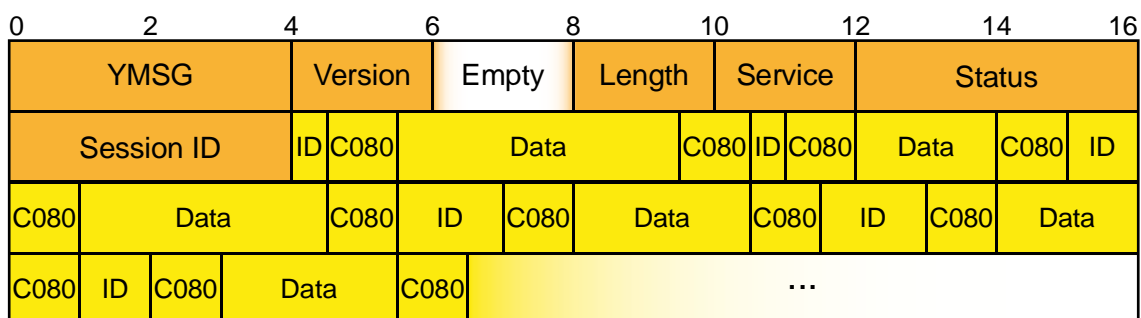 0 2 4 6 8 10 12 14 16
YMSG Version Empty Length Service Status
Session ID ID C080 Data C080 ID C080 Data C080 ID
C080 Data C080 ID C080 Data C080 ID C080 Data
C080 ID C080 Data C080 ...